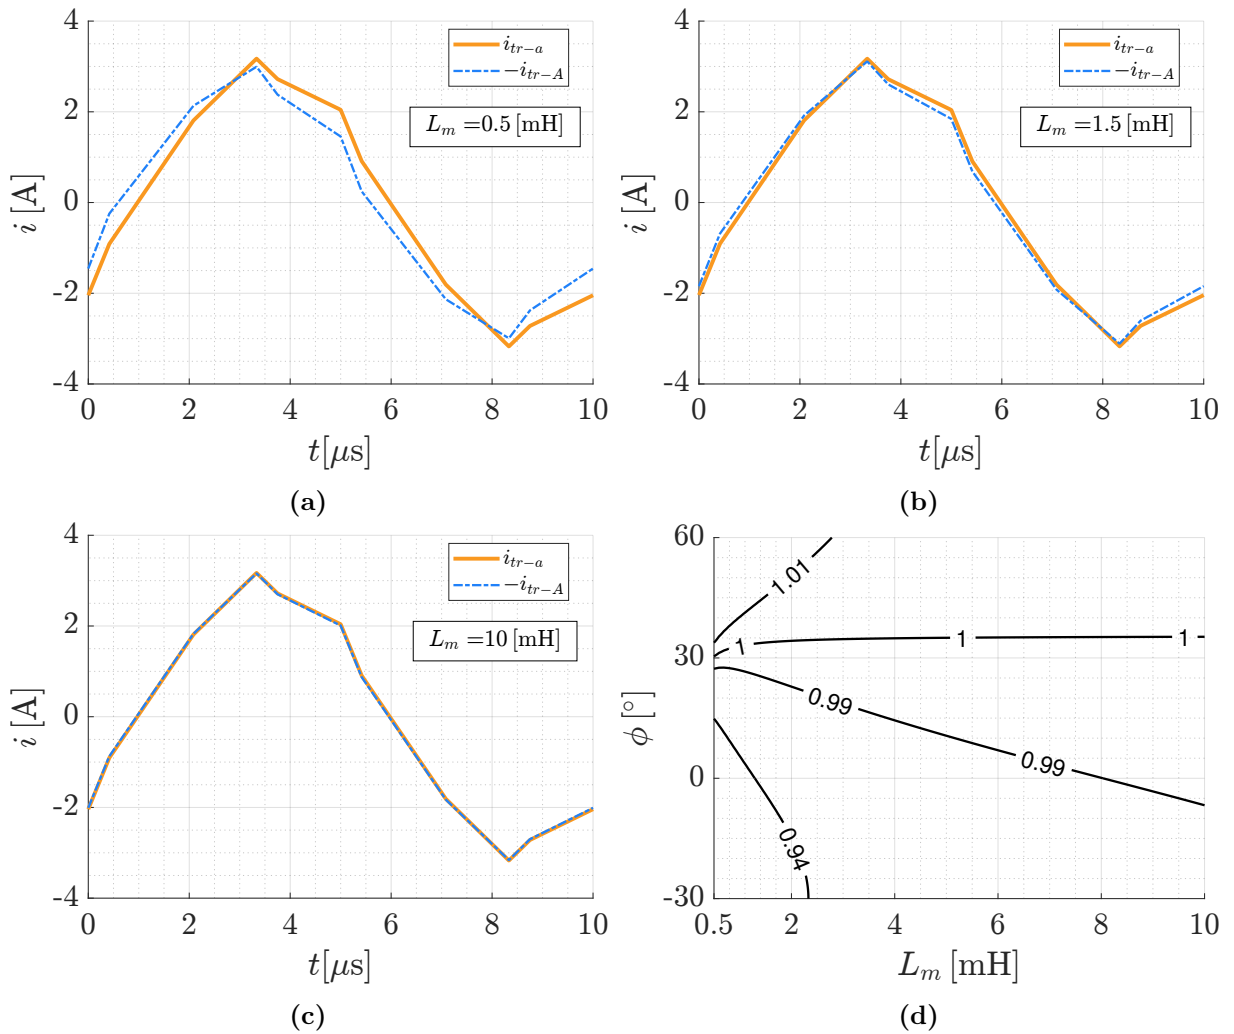 (a)
4
2
0
-2
-4
i [A]
i_{tr-a}
-i_{tr-A}
L_m =0.5 [mH]
0 2 4 6 8 10
t[μs]
(a)
4
2
0
-2
-4
i [A]
i_{tr-a}
-i_{tr-A}
L_m =1.5 [mH]
0 2 4 6 8 10
t[μs]
(b)
4
2
0
-2
-4
i [A]
i_{tr-a}
-i_{tr-A}
L_m =10 [mH]
0 2 4 6 8 10
t[μs]
(c)
60
30
0
-30
ϕ [°]
1.01
1 1 1
0.99
0.99
0.94
0.5 2 4 6 8 10
L_m [mH]
(d)